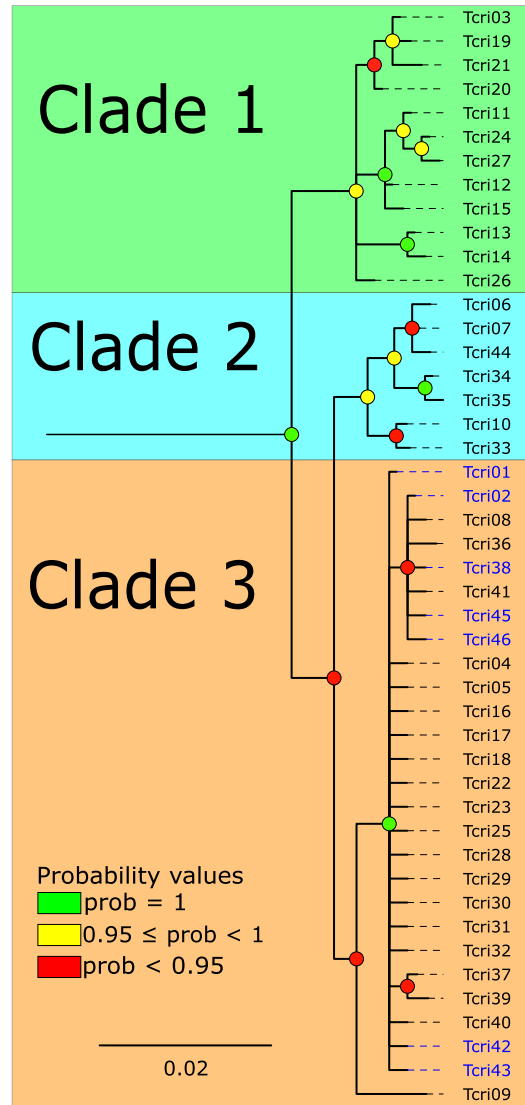 Clade 1
Tcri03
Tcri19
Tcri21
Tcri20
Tcri11
Tcri24
Tcri27
Tcri12
Tcri15
Tcri13
Tcri14
Tcri26
Clade 2
Tcri06
Tcri07
Tcri44
Tcri34
Tcri35
Tcri10
Tcri33
Clade 3
Tcri01
Tcri02
Tcri08
Tcri36
Tcri38
Tcri41
Tcri45
Tcri46
Tcri04
Tcri05
Tcri16
Tcri17
Tcri18
Tcri22
Tcri23
Tcri25
Tcri28
Tcri29
Tcri30
Tcri31
Tcri32
Tcri37
Tcri39
Tcri40
Tcri42
Tcri43
Tcri09
Probability values
prob = 1
0.95 ≤ prob < 1
prob < 0.95
0.02